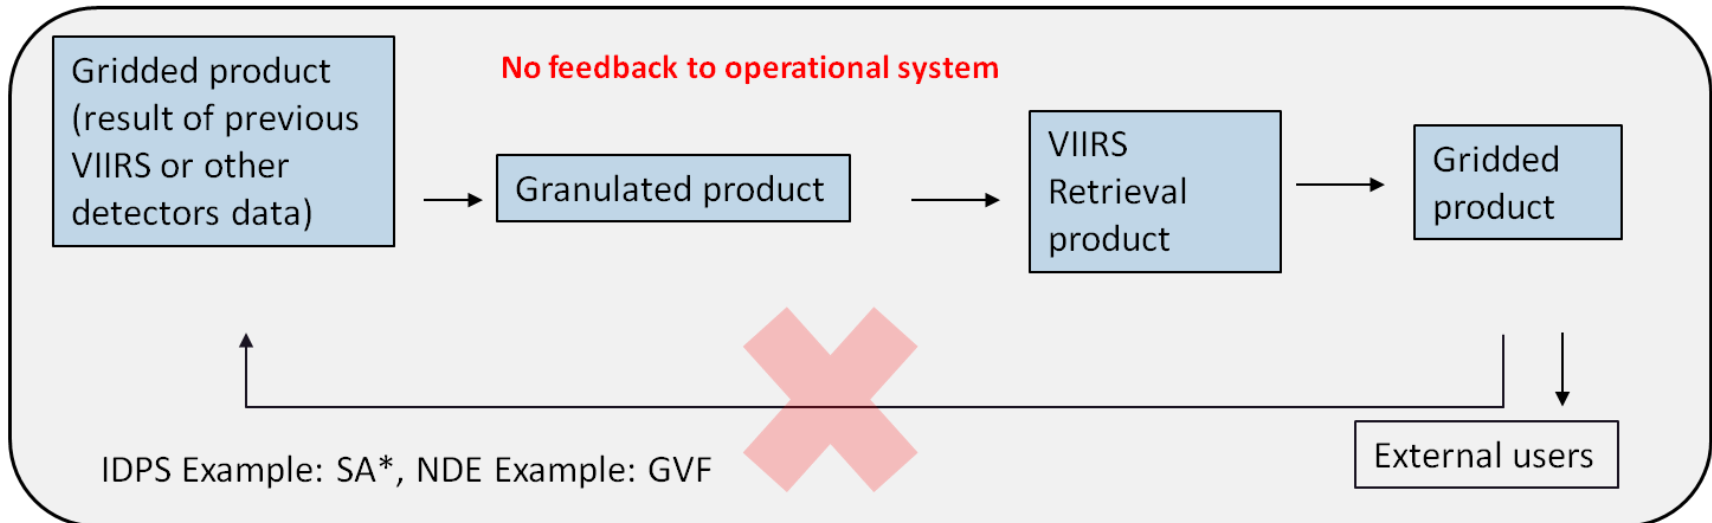 Gridded product
(result of previous
VIIRS or other
detectors data)
No feedback to operational system
Granulated product
VIIRS
Retrieval
product
Gridded
product
External users
IDPS Example: SA*, NDE Example: GVF